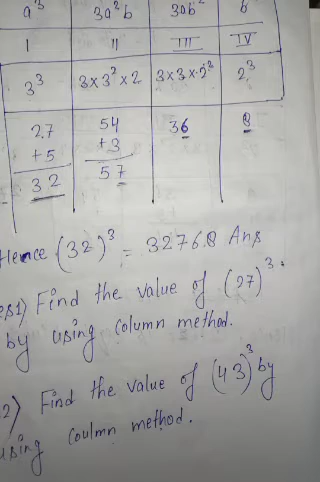 a³ 3a²b 3ab² b³
I II III IV
3³ 3×3²×2 3×3×2² 2³
27 54 36 8
+5 +3
32 57
Hence (32)³ = 32768 Ans
Find the value of (27)³.
by using Column method.
2) Find the value of (43)³ by
using Coulmn method.